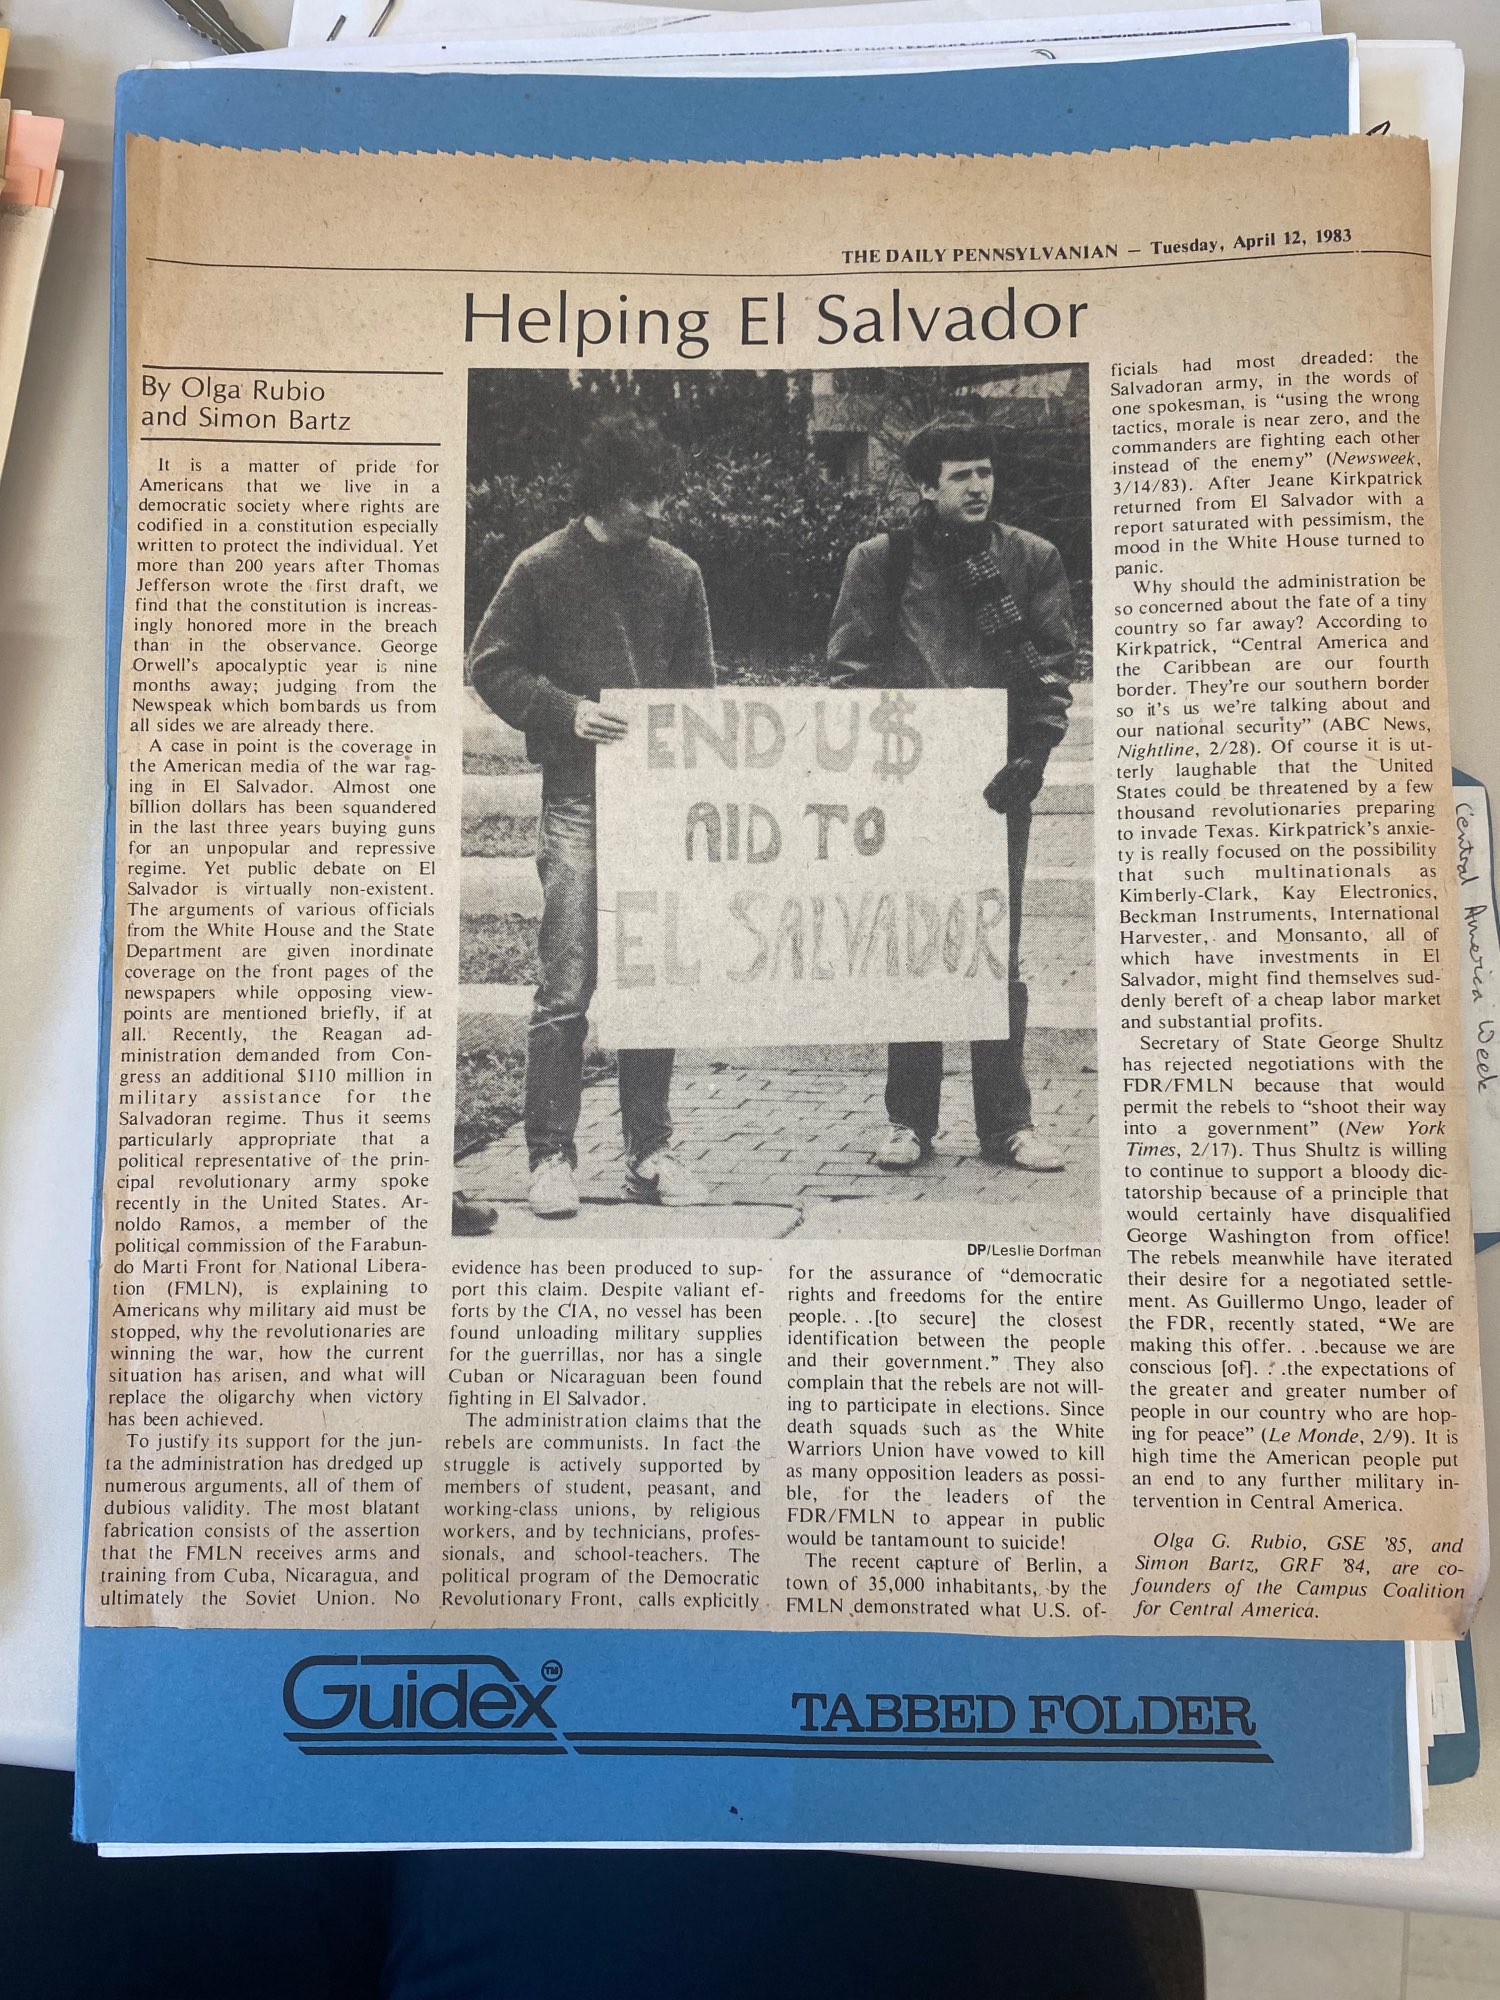 THE DAILY PENNSYLVANIAN — Tuesday, April 12, 1983
Helping El Salvador
By Olga Rubio
and Simon Bartz
It is a matter of pride for
Americans that we live in a
democratic society where rights are
codified in a constitution especially
written to protect the individual. Yet
more than 200 years after Thomas
Jefferson wrote the first draft, we
find that the constitution is increas-
ingly honored more in the breach
than in the observance. George
Orwell's apocalyptic year is nine
months away; judging from the
Newspeak which bombards us from
all sides we are already there.
A case in point is the coverage in
the American media of the war rag-
ing in El Salvador. Almost one
billion dollars has been squandered
in the last three years buying guns
for an unpopular and repressive
regime. Yet public debate on El
Salvador is virtually non-existent.
The arguments of various officials
from the White House and the State
Department are given inordinate
coverage on the front pages of the
newspapers while opposing view-
points are mentioned briefly, if at
all. Recently, the Reagan ad-
ministration demanded from Con-
gress an additional $110 million in
military assistance for the
Salvadoran regime. Thus it seems
particularly appropriate that a
political representative of the prin-
cipal revolutionary army spoke
recently in the United States. Ar-
noldo Ramos, a member of the
political commission of the Farabun-
do Marti Front for National Libera-
tion (FMLN), is explaining to
Americans why military aid must be
stopped, why the revolutionaries are
winning the war, how the current
situation has arisen, and what will
replace the oligarchy when victory
has been achieved.
To justify its support for the jun-
ta the administration has dredged up
numerous arguments, all of them of
dubious validity. The most blatant
fabrication consists of the assertion
that the FMLN receives arms and
training from Cuba, Nicaragua, and
ultimately the Soviet Union. No
END U$
AID TO
EL SALVADOR
DP/Leslie Dorfman
evidence has been produced to sup-
port this claim. Despite valiant ef-
forts by the CIA, no vessel has been
found unloading military supplies
for the guerrillas, nor has a single
Cuban or Nicaraguan been found
fighting in El Salvador.
The administration claims that the
rebels are communists. In fact the
struggle is actively supported by
members of student, peasant, and
working-class unions, by religious
workers, and by technicians, profes-
sionals, and school-teachers. The
political program of the Democratic
Revolutionary Front, calls explicitly
for the assurance of "democratic
rights and freedoms for the entire
people. . .[to secure] the closest
identification between the people
and their government." They also
complain that the rebels are not will-
ing to participate in elections. Since
death squads such as the White
Warriors Union have vowed to kill
as many opposition leaders as possi-
ble, for the leaders of the
FDR/FMLN to appear in public
would be tantamount to suicide!
The recent capture of Berlin, a
town of 35,000 inhabitants, by the
FMLN demonstrated what U.S. of-
ficials had most dreaded: the
Salvadoran army, in the words of
one spokesman, is "using the wrong
tactics, morale is near zero, and the
commanders are fighting each other
instead of the enemy" (Newsweek,
3/14/83). After Jeane Kirkpatrick
returned from El Salvador with a
report saturated with pessimism, the
mood in the White House turned to
panic.
Why should the administration be
so concerned about the fate of a tiny
country so far away? According to
Kirkpatrick, "Central America and
the Caribbean are our fourth
border. They're our southern border
so it's us we're talking about and
our national security" (ABC News,
Nightline, 2/28). Of course it is ut-
terly laughable that the United
States could be threatened by a few
thousand revolutionaries preparing
to invade Texas. Kirkpatrick's anxie-
ty is really focused on the possibility
that such multinationals as
Kimberly-Clark, Kay Electronics,
Beckman Instruments, International
Harvester, and Monsanto, all of
which have investments in El
Salvador, might find themselves sud-
denly bereft of a cheap labor market
and substantial profits.
Secretary of State George Shultz
has rejected negotiations with the
FDR/FMLN because that would
permit the rebels to "shoot their way
into a government" (New York
Times, 2/17). Thus Shultz is willing
to continue to support a bloody dic-
tatorship because of a principle that
would certainly have disqualified
George Washington from office!
The rebels meanwhile have iterated
their desire for a negotiated settle-
ment. As Guillermo Ungo, leader of
the FDR, recently stated, "We are
making this offer. . .because we are
conscious [of]. . .the expectations of
the greater and greater number of
people in our country who are hop-
ing for peace" (Le Monde, 2/9). It is
high time the American people put
an end to any further military in-
tervention in Central America.
Olga G. Rubio, GSE '85, and
Simon Bartz, GRF '84, are co-
founders of the Campus Coalition
for Central America.
Central America Week
Guidex™
TABBED FOLDER